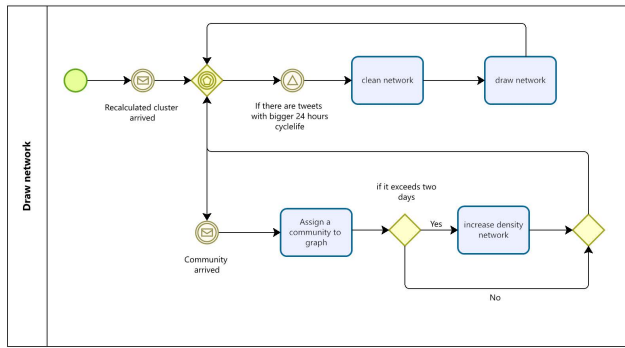 Draw network
Recalculated cluster
arrived
If there are tweets
with bigger 24 hours
cyclelife
clean network
draw network
if it exceeds two
days
Assign a
community to
graph
Yes
increase density
network
Community
arrived
No